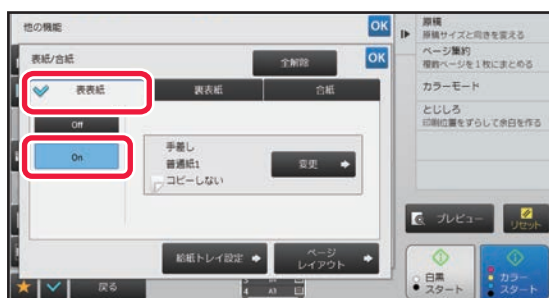 他の機能
OK
表紙/合紙
全解除
OK
表表紙
裏表紙
合紙
Off
On
手差し
普通紙1
コピーしない
変更
給紙トレイ設定
ページ
レイアウト
戻る
原稿
原稿サイズと向きを変える
ページ集約
複数ページを1枚にまとめる
カラーモード
とじしろ
印刷位置をずらして余白を作る
プレビュー
リセット
白黒
スタート
カラー
スタート
4 A3